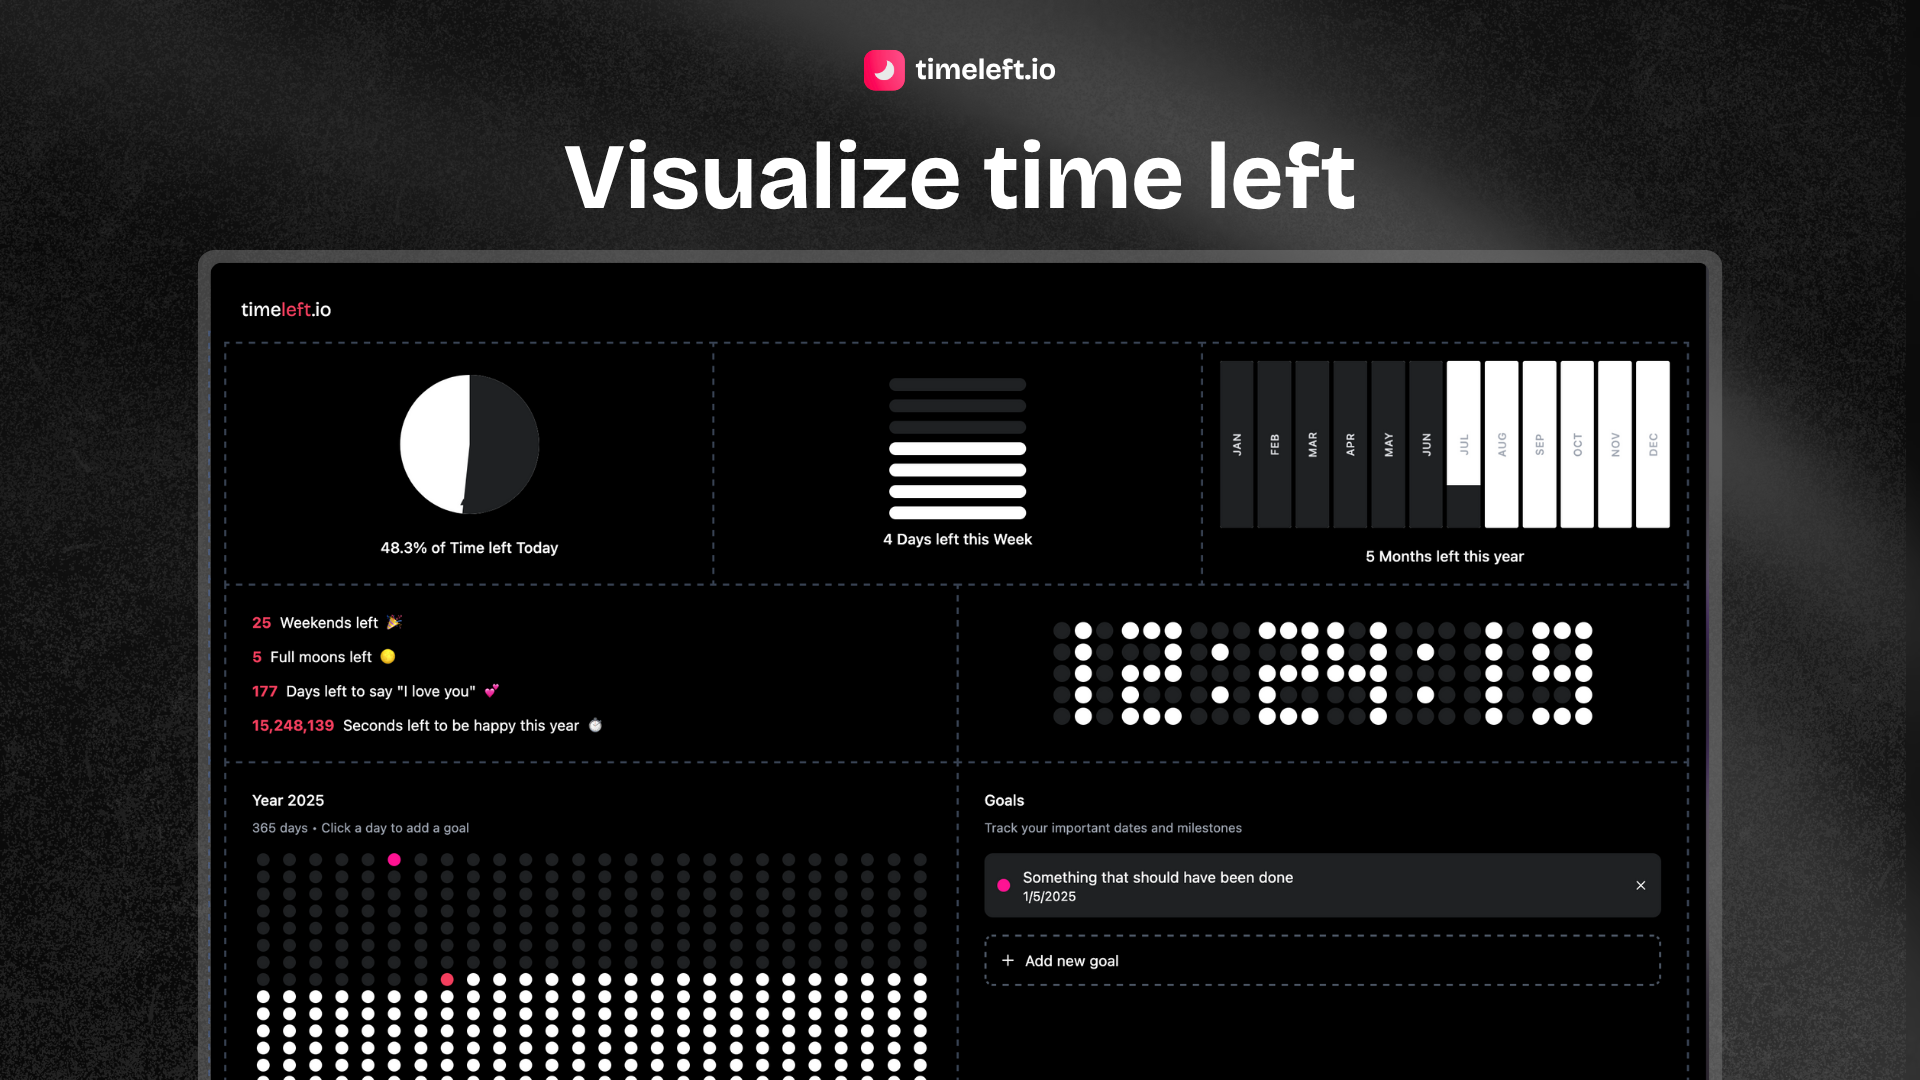 timeleft.io
Visualize time left
timeleft.io
48.3% of Time left Today
4 Days left this Week
JAN
FEB
MAR
APR
MAY
JUN
JUL
AUG
SEP
OCT
NOV
DEC
5 Months left this year
25 Weekends left 🎉
5 Full moons left 🌕
177 Days left to say "I love you" 💕
15,248,139 Seconds left to be happy this year ⏱️
12:24:19
Year 2025
365 days • Click a day to add a goal
Goals
Track your important dates and milestones
Something that should have been done
1/5/2025
+ Add new goal